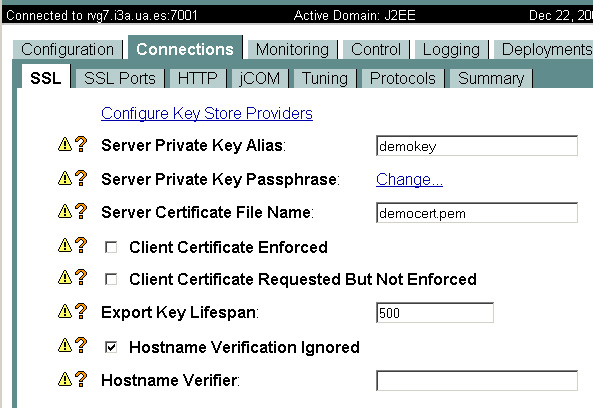 Connected to rvg7.i3a.ua.es:7001 Active Domain: J2EE Dec 22, 20
Configuration Connections Monitoring Control Logging Deployments
SSL SSL Ports HTTP jCOM Tuning Protocols Summary
Configure Key Store Providers
Server Private Key Alias: demokey
Server Private Key Passphrase: Change...
Server Certificate File Name: democert.pem
Client Certificate Enforced
Client Certificate Requested But Not Enforced
Export Key Lifespan: 500
Hostname Verification Ignored
Hostname Verifier: